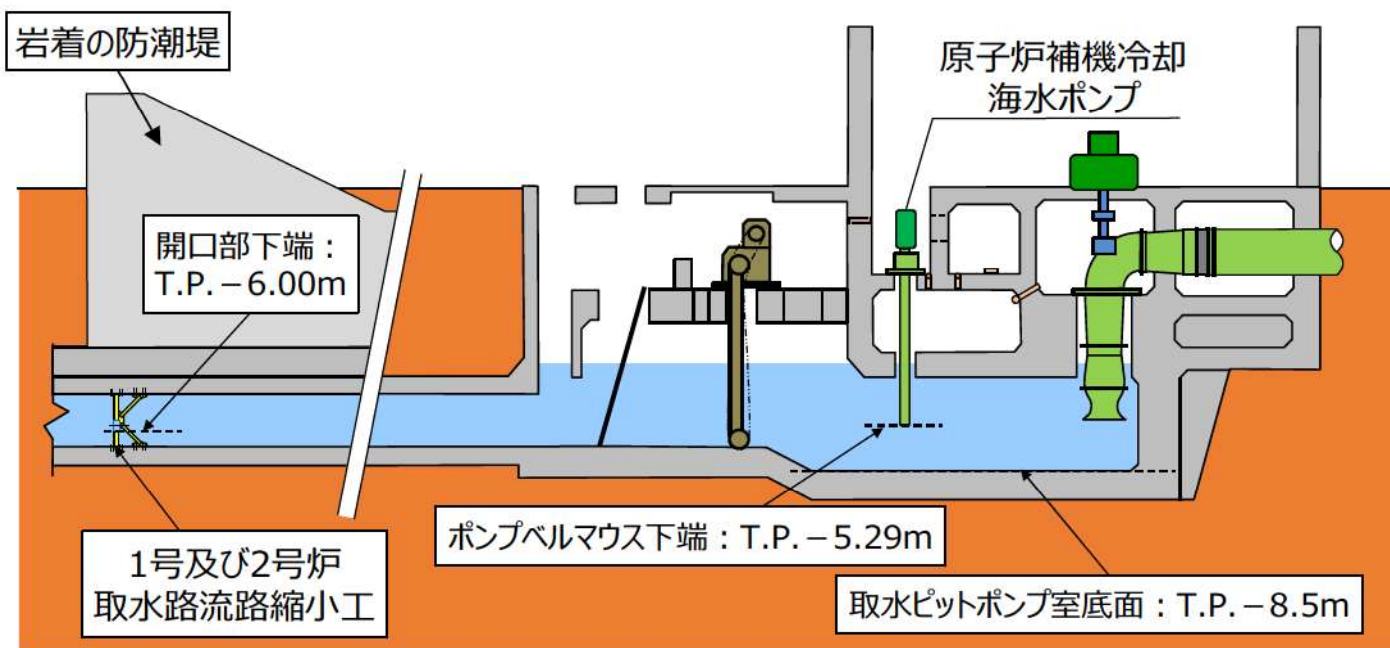 岩着の防潮堤
原子炉補機冷却
海水ポンプ
開口部下端：
T.P.－6.00m
ポンプベルマウス下端：T.P.－5.29m
1号及び2号炉
取水路流路縮小工
取水ピットポンプ室底面：T.P.－8.5m